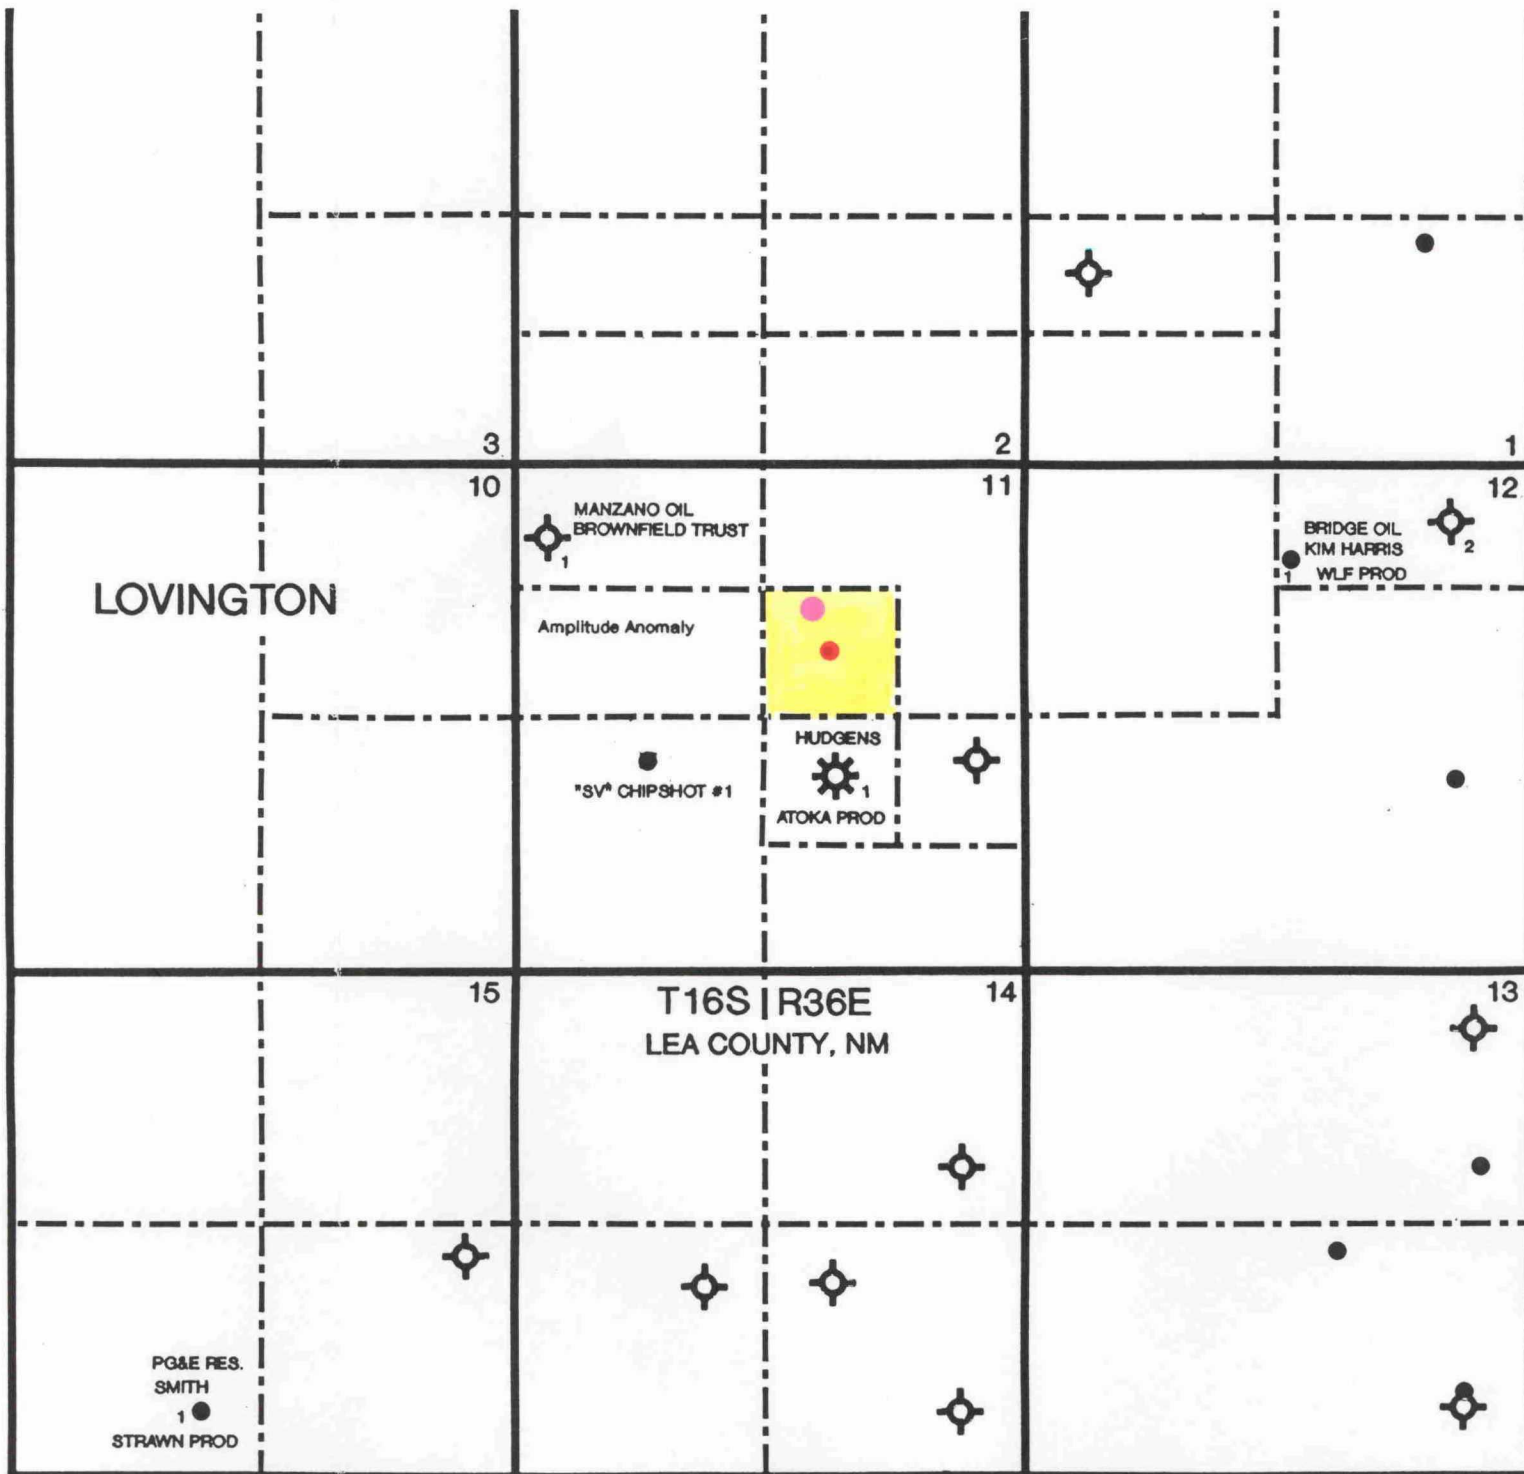 3
2
1
10
11
12
MANZANO OIL
BROWNFIELD TRUST
1
BRIDGE OIL
KIM HARRIS
1 WLF PROD
2
LOVINGTON
Amplitude Anomaly
HUDGENS
1
ATOKA PROD
"SV" CHIPSHOT #1
15
14
13
T16S R36E
LEA COUNTY, NM
PG&E RES.
SMITH
1
STRAWN PROD